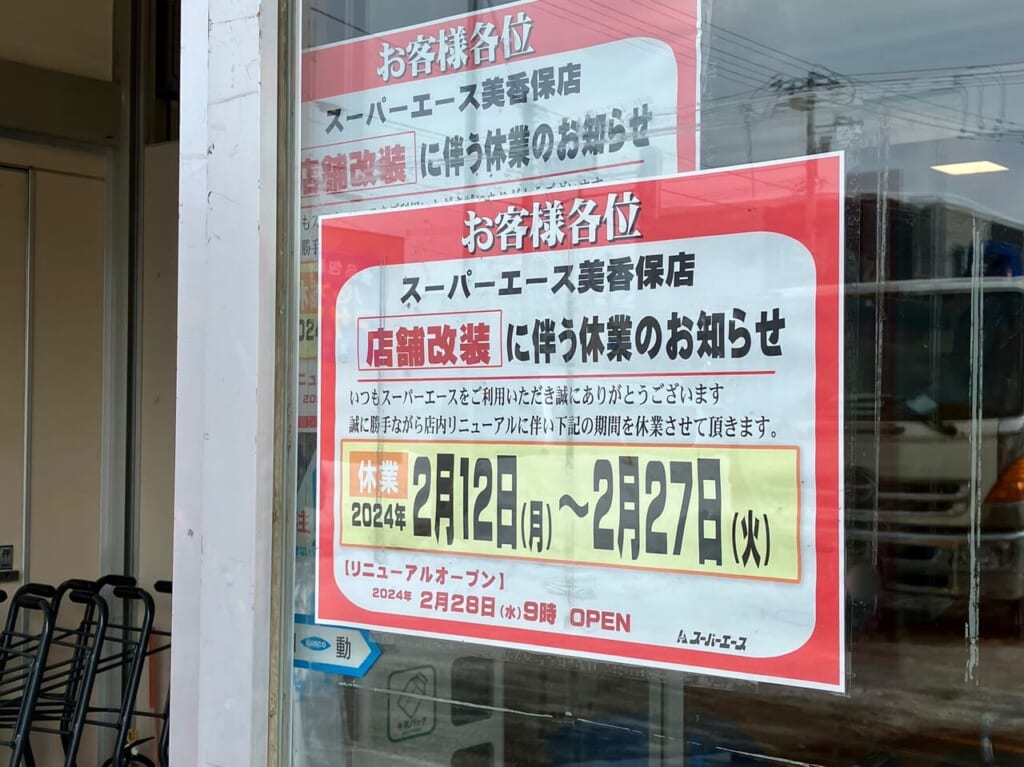 お客様各位
スーパーエース美香保店
店舗改装に伴う休業のお知らせ
お客様各位
スーパーエース美香保店
店舗改装に伴う休業のお知らせ
いつもスーパーエースをご利用いただき誠にありがとうございます
誠に勝手ながら店内リニューアルに伴い下記の期間を休業させて頂きます。
休業
2024年 2月12日(月)～2月27日(火)
【リニューアルオープン】
2024年 2月28日(水)9時 OPEN
スーパーエース
動